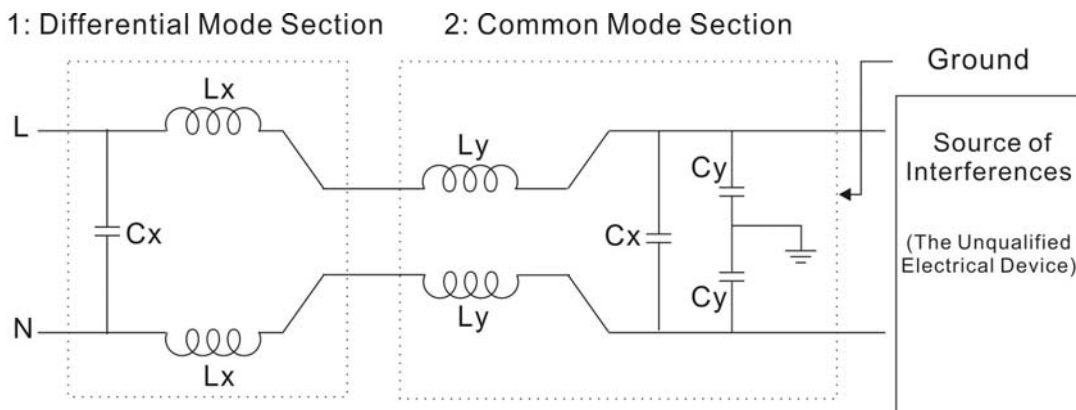 1: Differential Mode Section
2: Common Mode Section
Ground
L
Lx
Ly
Source of
Interferences
Cx
Cx
Cy
(The Unqualified
Electrical Device)
Cy
Ly
N
Lx